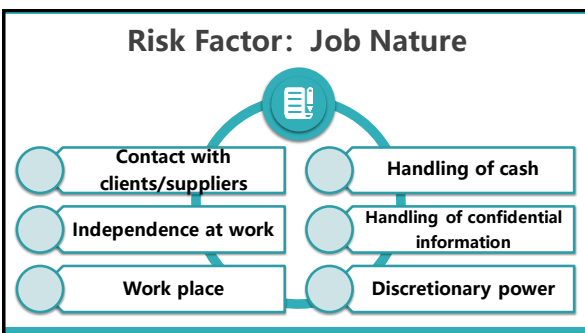 Risk Factor: Job Nature
Contact with
clients/suppliers
Independence at work
Work place
Handling of cash
Handling of confidential
information
Discretionary power